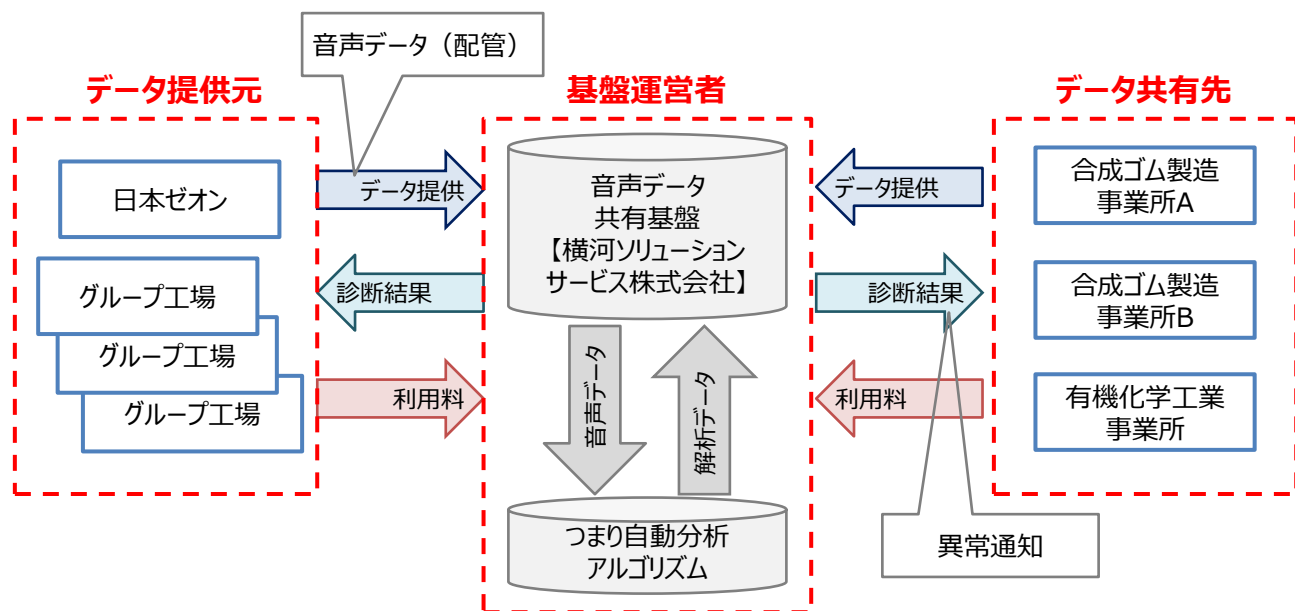 音声データ（配管）
データ提供元
基盤運営者
データ共有先
日本ゼオン
グループ工場
グループ工場
グループ工場
データ提供
診断結果
利用料
音声データ
共有基盤
【横河ソリューション
サービス株式会社】
音声データ
解析データ
つまり自動分析
アルゴリズム
データ提供
診断結果
利用料
合成ゴム製造
事業所A
合成ゴム製造
事業所B
有機化学工業
事業所
異常通知